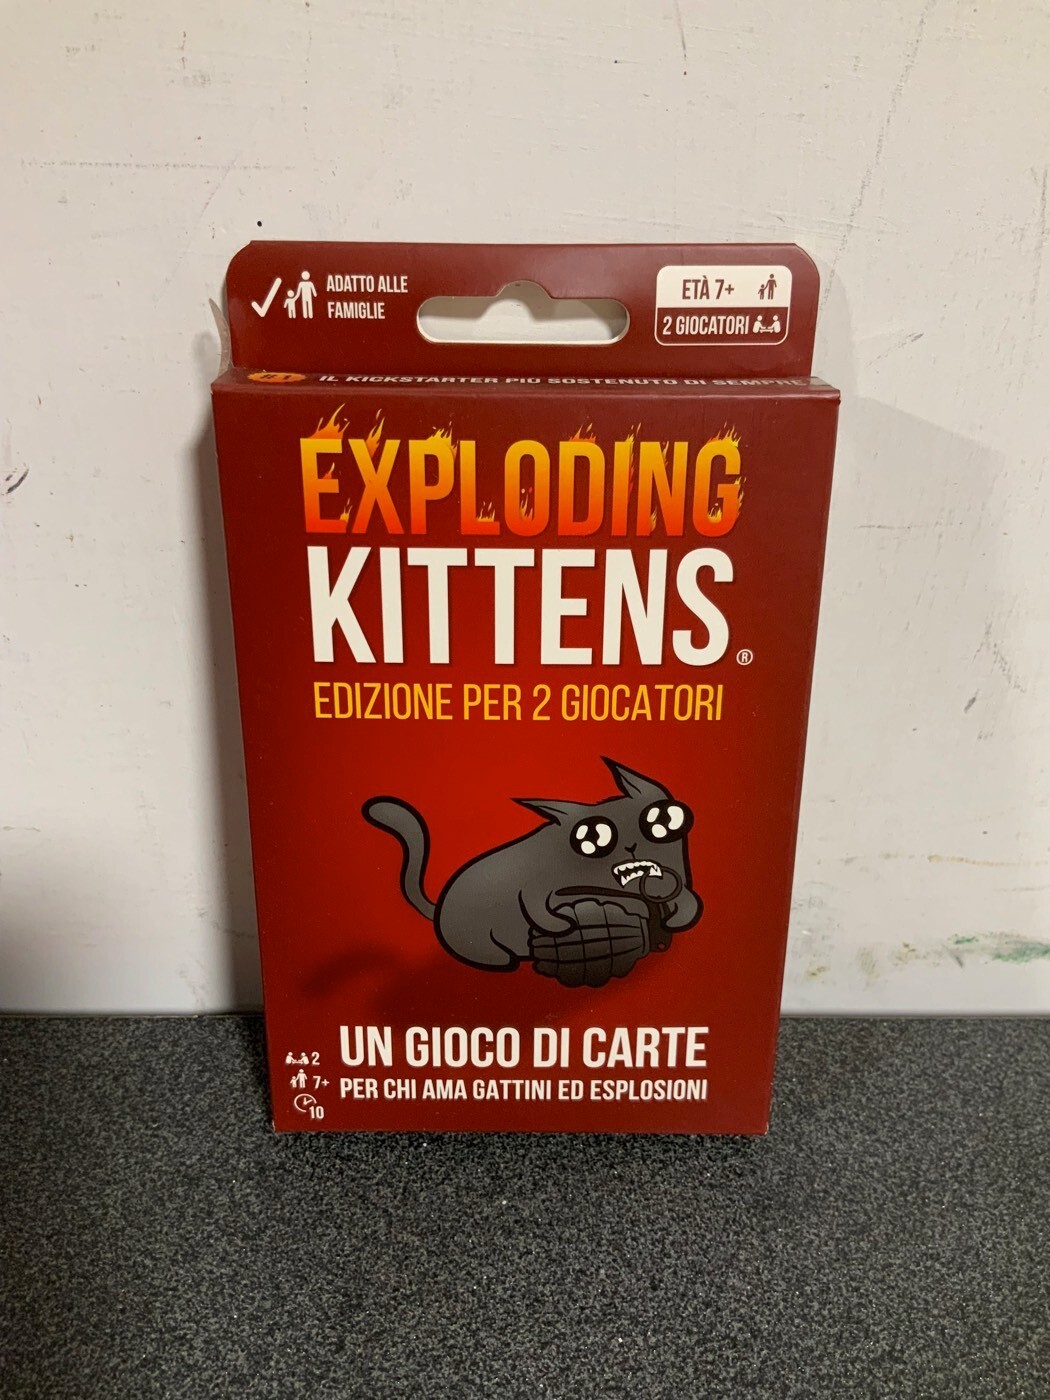 ADATTO ALLE
FAMIGLIE
ETÀ 7+
2 GIOCATORI
#1 IL KICKSTARTER PIÙ SOSTENUTO DI SEMPRE
EXPLODING
KITTENS®
EDIZIONE PER 2 GIOCATORI
UN GIOCO DI CARTE
PER CHI AMA GATTINI ED ESPLOSIONI
2
7+
10